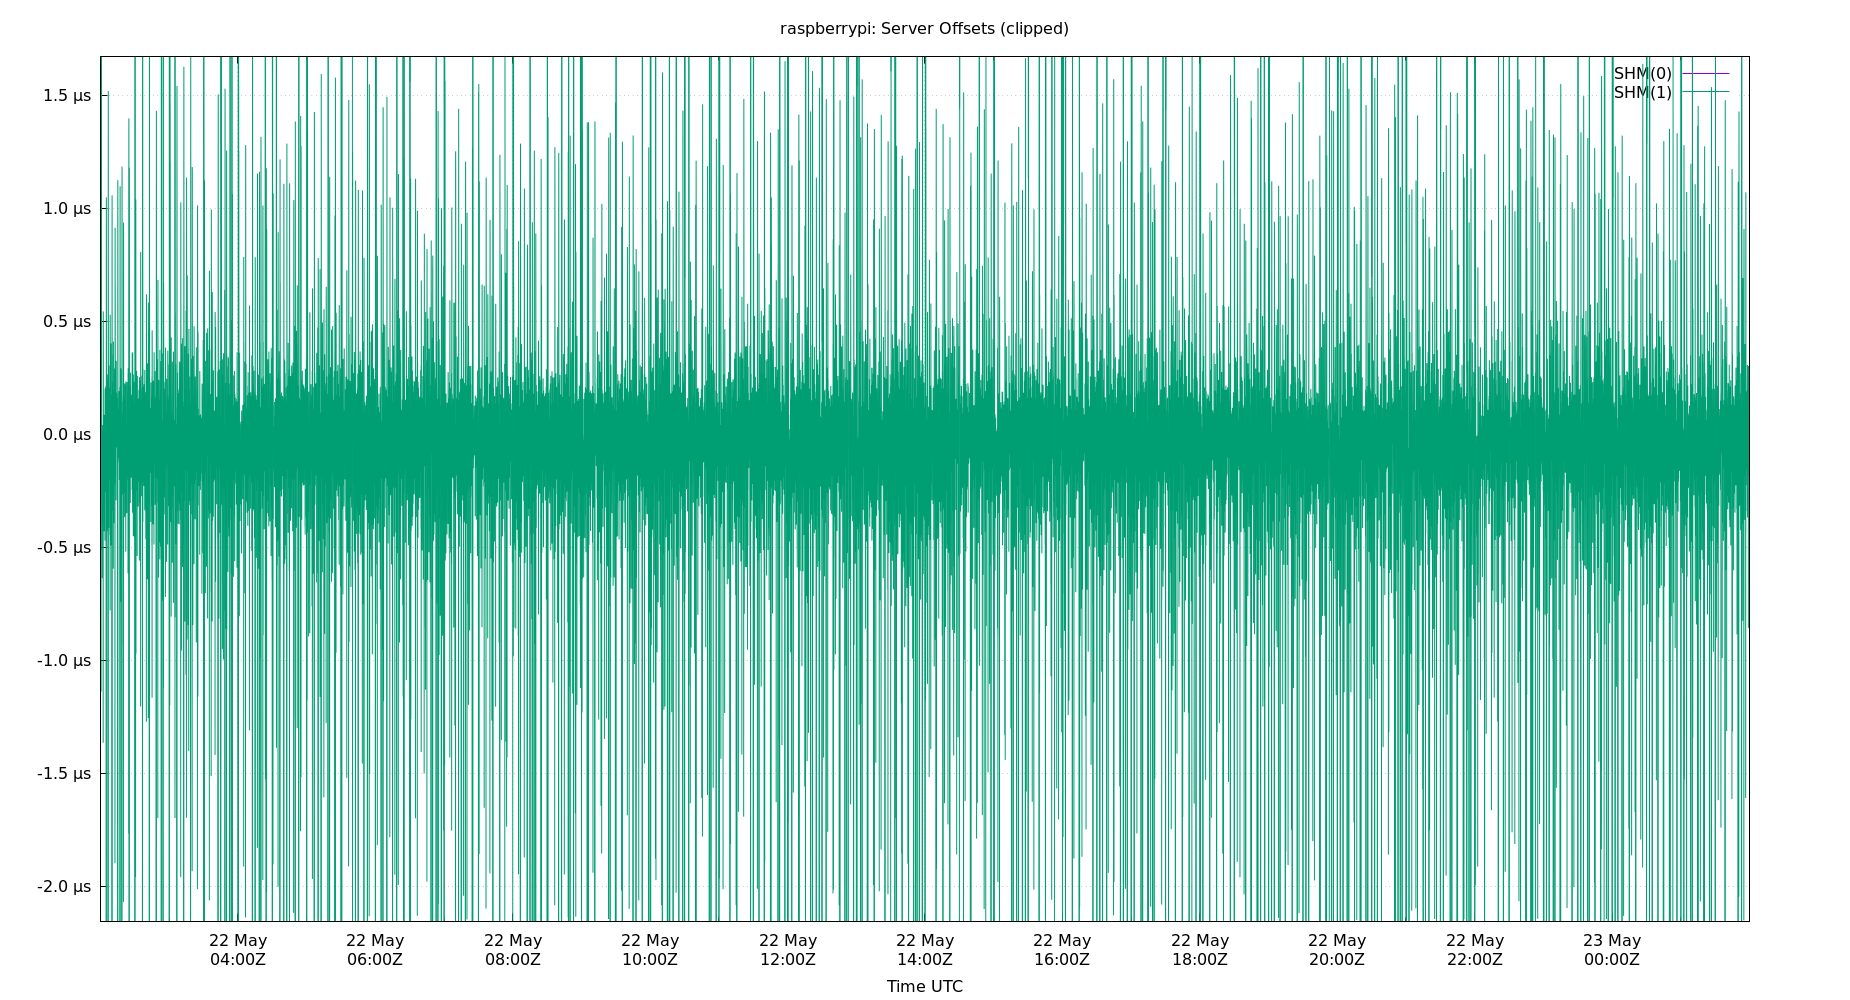 raspberrypi: Server Offsets (clipped)
SHM(0)
SHM(1)
1.5 µs
1.0 µs
0.5 µs
0.0 µs
-0.5 µs
-1.0 µs
-1.5 µs
-2.0 µs
22 May 22 May 22 May 22 May 22 May 22 May 22 May 22 May 22 May 22 May 23 May
04:00Z 06:00Z 08:00Z 10:00Z 12:00Z 14:00Z 16:00Z 18:00Z 20:00Z 22:00Z 00:00Z
Time UTC